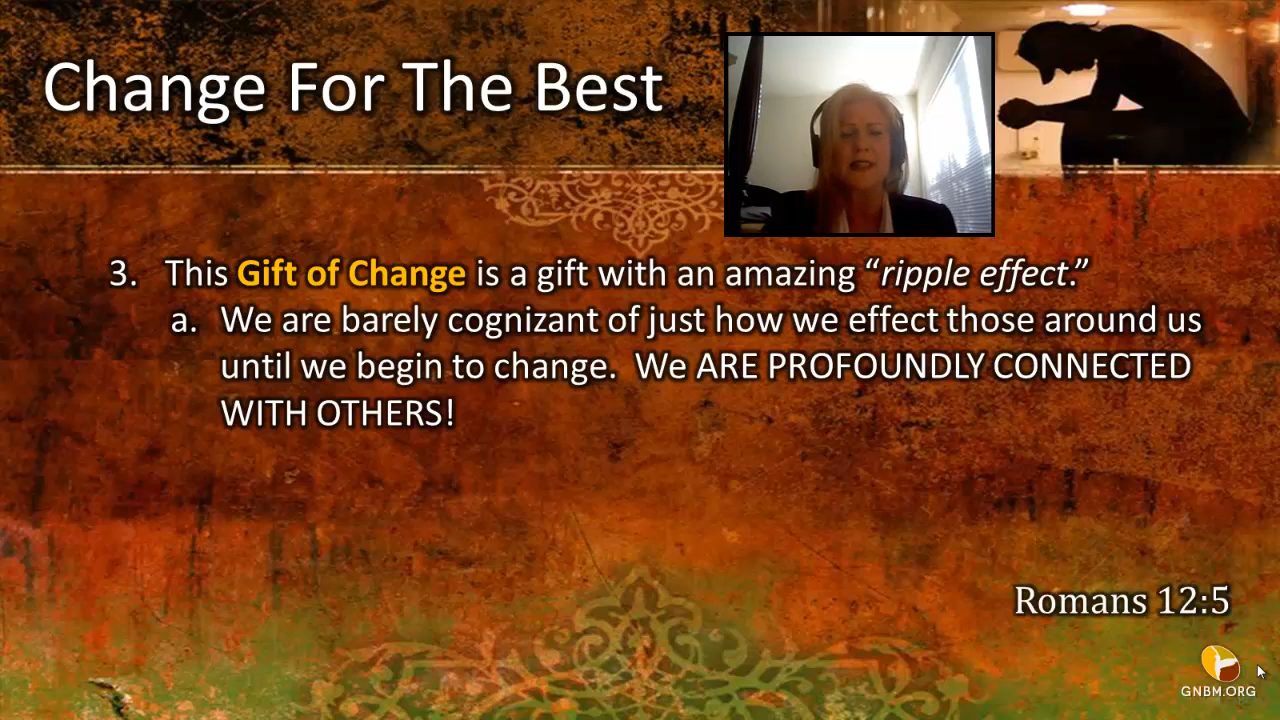 Change For The Best
3. This Gift of Change is a gift with an amazing “ripple effect.”
a. We are barely cognizant of just how we effect those around us
until we begin to change. We ARE PROFOUNDLY CONNECTED
WITH OTHERS!
Romans 12:5
GNBM.ORG